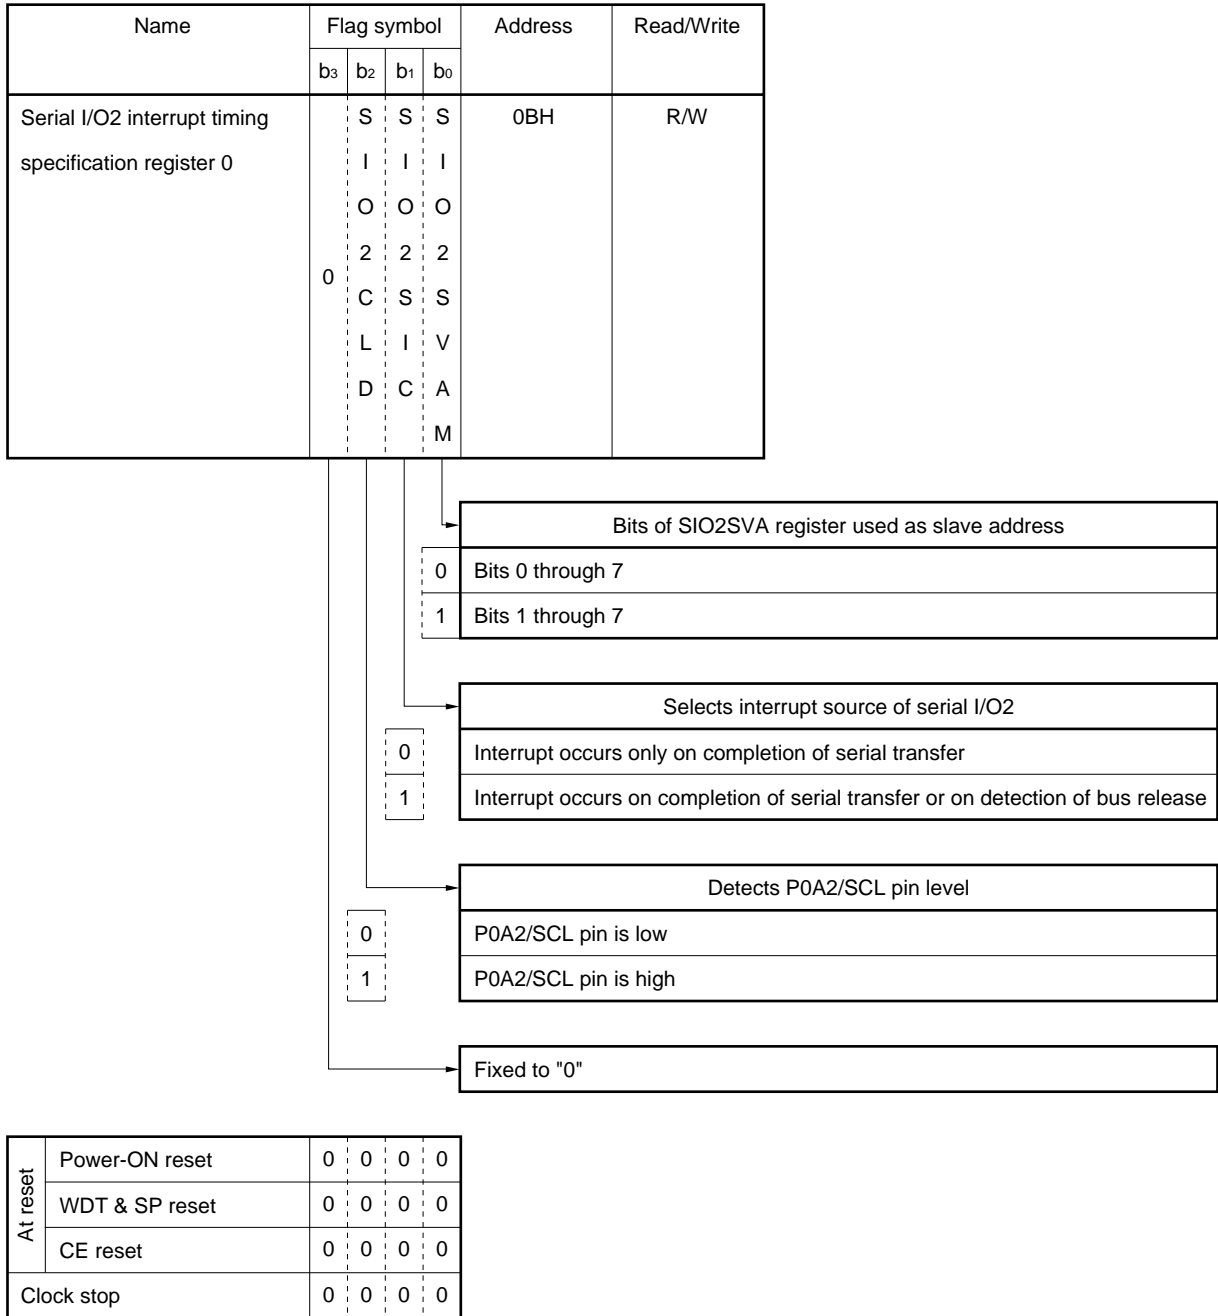 Name Flag symbol Address Read/Write
b3 b2 b1 b0
Serial I/O2 interrupt timing specification register 0
0
SIO2CLD
SIO2SIC
SIO2SVAM
0BH R/W
Bits of SIO2SVA register used as slave address
0 Bits 0 through 7
1 Bits 1 through 7
Selects interrupt source of serial I/O2
0 Interrupt occurs only on completion of serial transfer
1 Interrupt occurs on completion of serial transfer or on detection of bus release
Detects P0A2/SCL pin level
0 P0A2/SCL pin is low
1 P0A2/SCL pin is high
Fixed to "0"
At reset
Power-ON reset 0 0 0 0
WDT & SP reset 0 0 0 0
CE reset 0 0 0 0
Clock stop 0 0 0 0